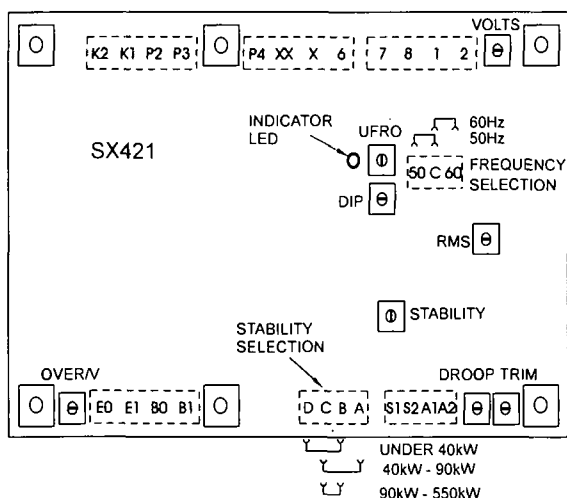 VOLTS
K2 K1 P2 P3
P4 XX X 6
7 8 1 2
INDICATOR
LED
UFRO
60Hz
50Hz
SX421
50 C 60
FREQUENCY
SELECTION
DIP
RMS
STABILITY
STABILITY
SELECTION
OVER/V
DROOP TRIM
E0 E1 B0 B1
D C B A
S1 S2 A1 A2
UNDER 40kW
40kW - 90kW
90kW - 550kW